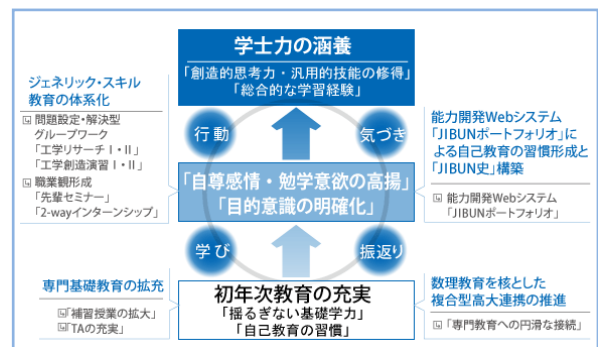 学士力の涵養
「創造的思考力・汎用的技能の修得」
「総合的な学習経験」
ジェネリック・スキル
教育の体系化
問題設定・解決型
グループワーク
「工学リサーチⅠ・Ⅱ」
「工学創造演習Ⅰ・Ⅱ」
職業観形成
「先輩セミナー」
「2-wayインターンシップ」
行動
気づき
能力開発Webシステム
「JIBUNポートフォリオ」に
よる自己教育の習慣形成と
「JIBUN史」構築
能力開発Webシステム
「JIBUNポートフォリオ」
「自尊感情・勉学意欲の高揚」
「目的意識の明確化」
学び
振返り
専門基礎教育の拡充
「補習授業の拡大」
「TAの充実」
初年次教育の充実
「揺るぎない基礎学力」
「自己教育の習慣」
数理教育を核とした
複合型高大連携の推進
「専門教育への円滑な接続」